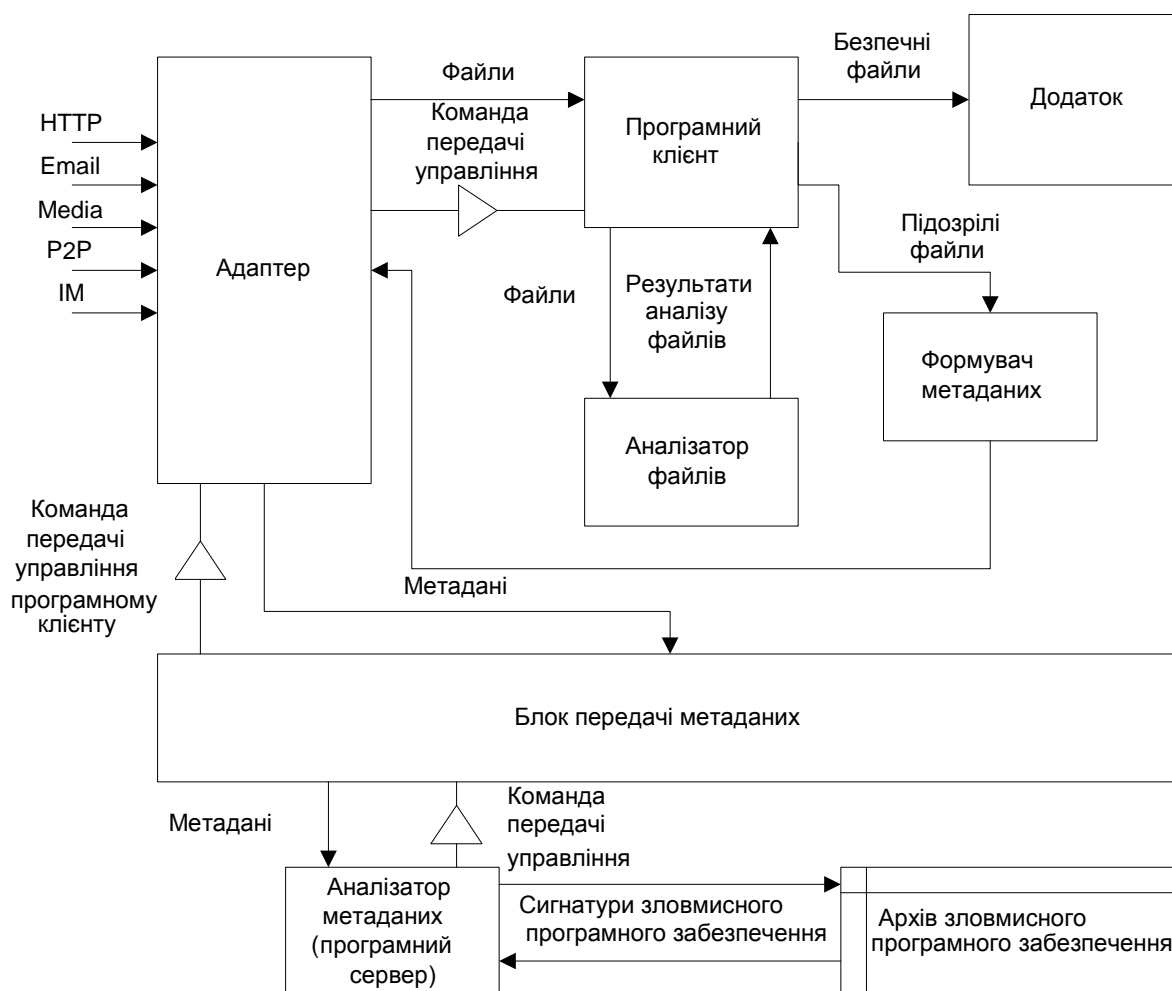 HTTP
Email
Media
P2P
IM
Адаптер
Файли
Команда
передачі
управління
Програмний
клієнт
Безпечні
файли
Додаток
Підозрілі
файли
Файли
Результати
аналізу
файлів
Формувач
метаданих
Аналізатор
файлів
Команда
передачі
управління
програмному
клієнту
Метадані
Блок передачі метаданих
Метадані
Команда
передачі
управління
Аналізатор
метаданих
(програмний
сервер)
Сигнатури зловмисного
програмного забезпечення
Архів зловмисного
програмного забезпечення